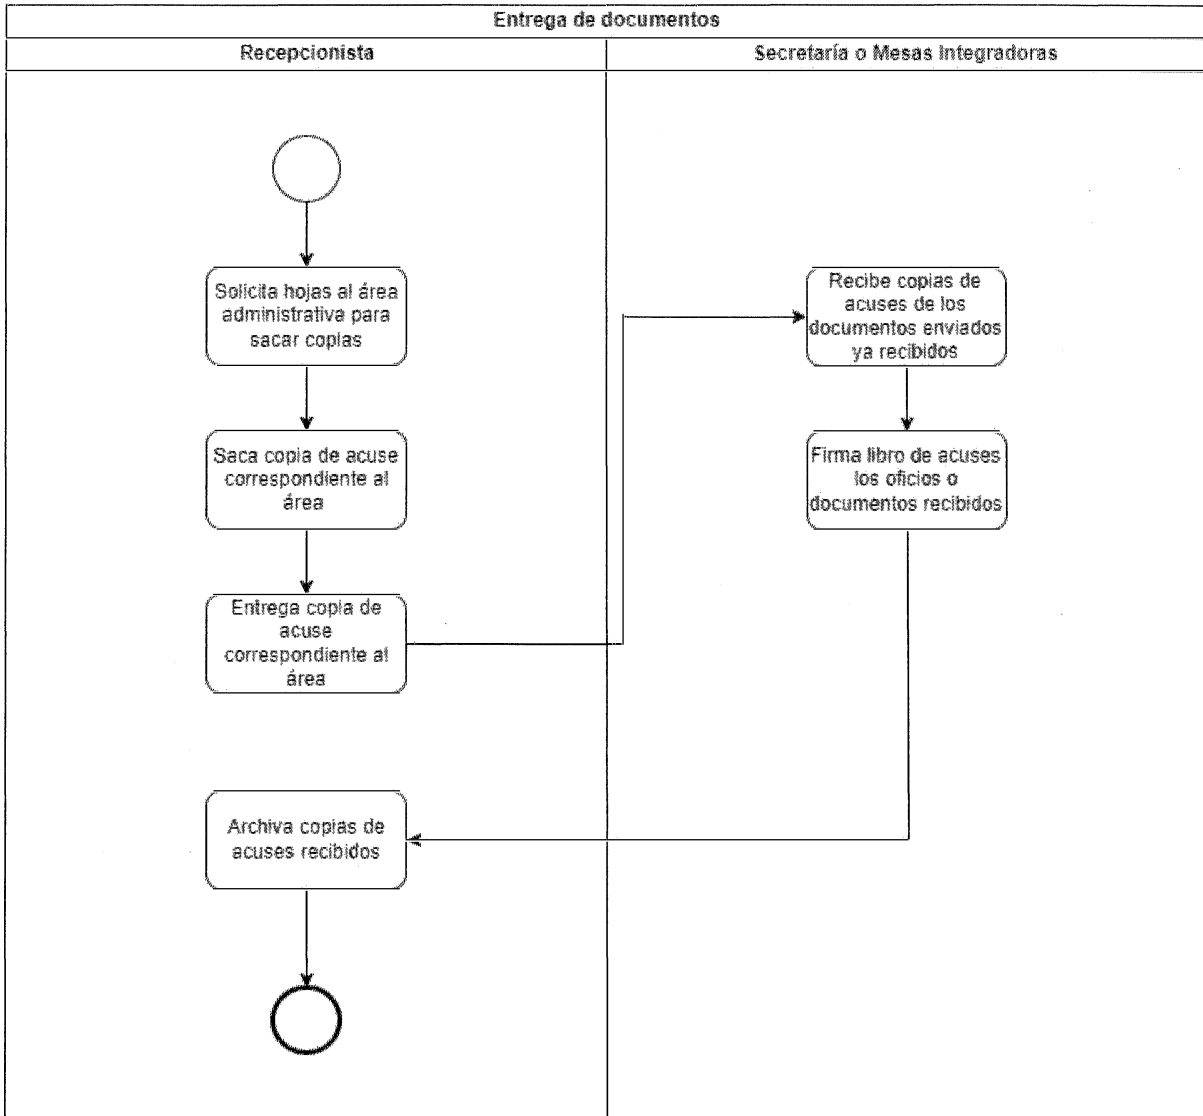 Entrega de documentos
Recepcionista
Secretaría o Mesas Integradoras
Solicita hojas al área
administrativa para
sacar copias
Saca copia de acuse
correspondiente al
área
Entrega copia de
acuse
correspondiente al
área
Recibe copias de
acuses de los
documentos enviados
ya recibidos
Firma libro de acuses
los oficios o
documentos recibidos
Archiva copias de
acuses recibidos